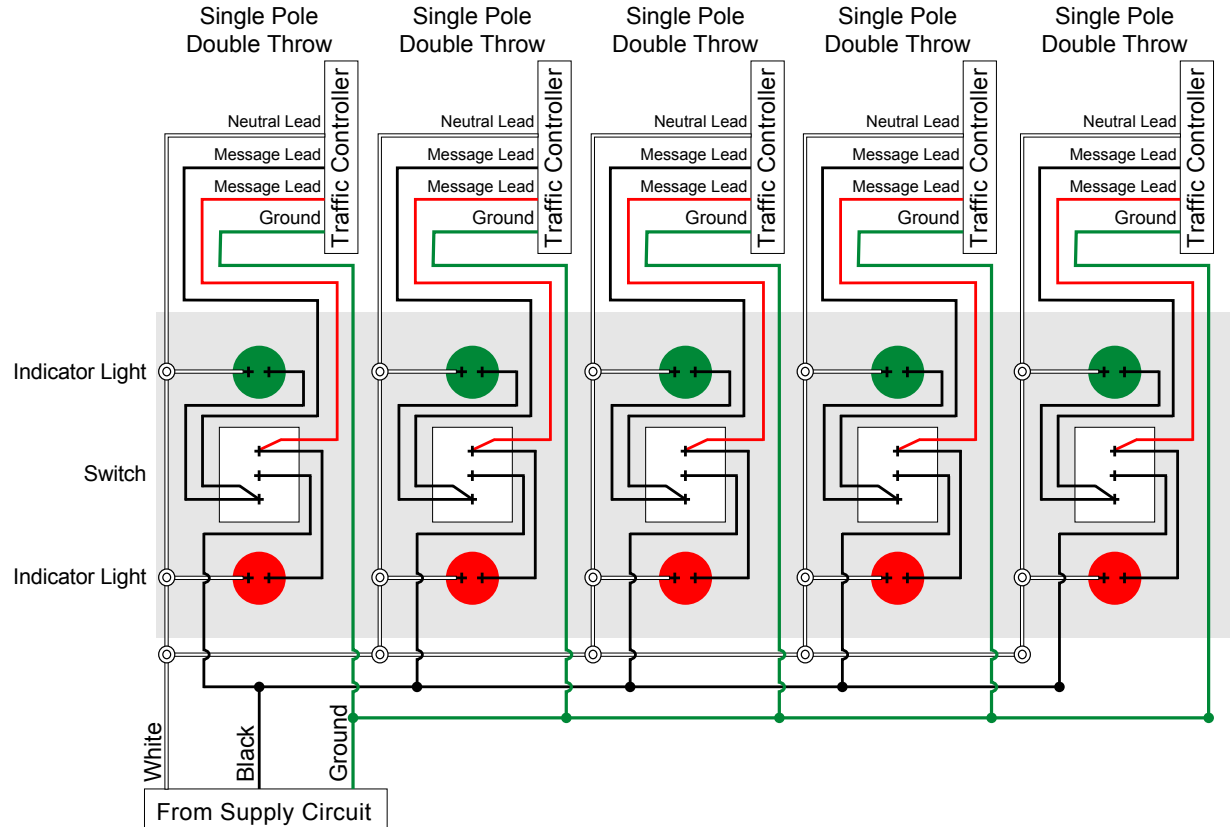 Single Pole
Double Throw
Single Pole
Double Throw
Single Pole
Double Throw
Single Pole
Double Throw
Single Pole
Double Throw
Neutral Lead
Message Lead
Message Lead
Ground
Traffic Controller
Neutral Lead
Message Lead
Message Lead
Ground
Traffic Controller
Neutral Lead
Message Lead
Message Lead
Ground
Traffic Controller
Neutral Lead
Message Lead
Message Lead
Ground
Traffic Controller
Neutral Lead
Message Lead
Message Lead
Ground
Traffic Controller
Indicator Light
Switch
Indicator Light
White
Black
Ground
From Supply Circuit